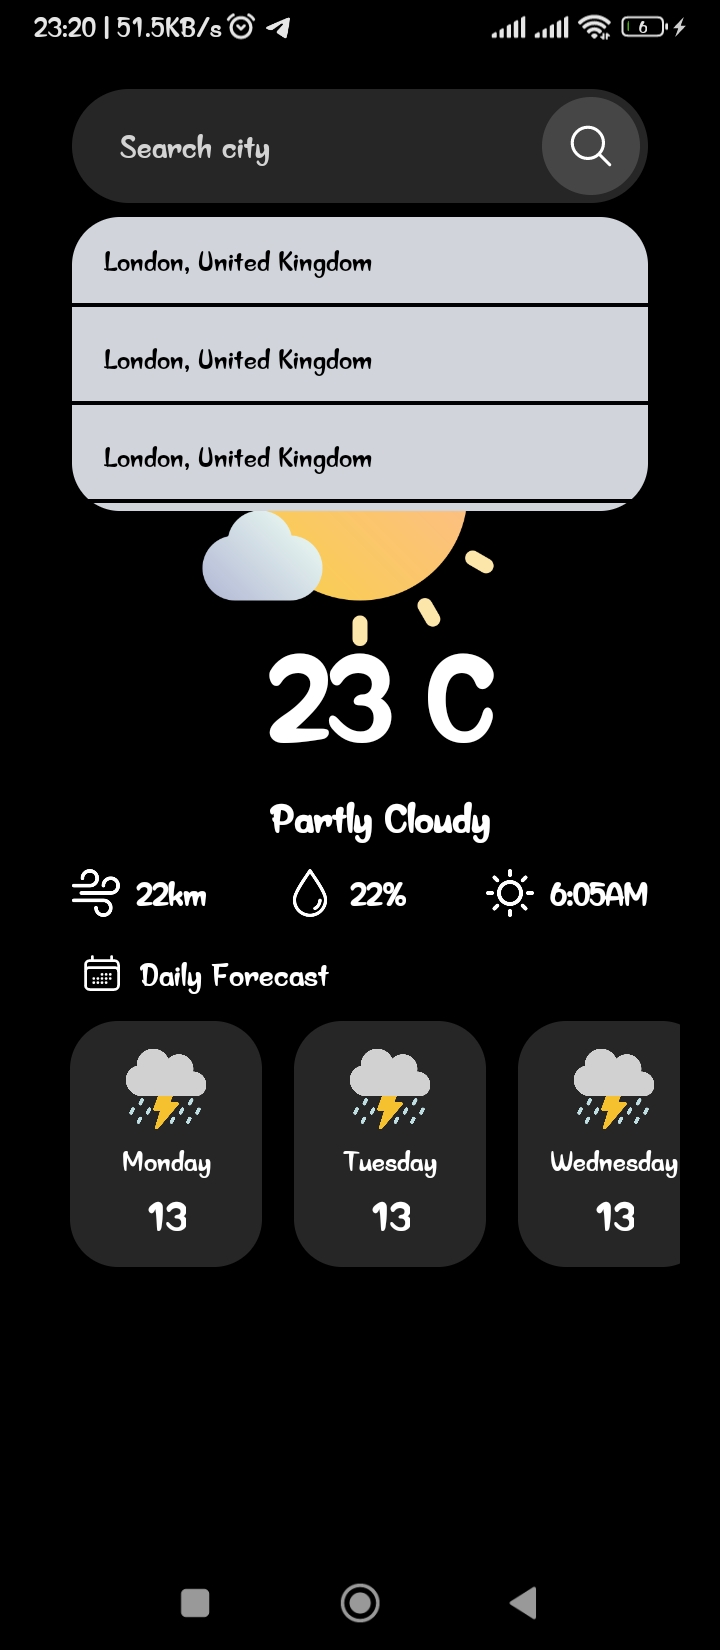 23:20 | 51.5KB/s 6
Search city
London, United Kingdom
London, United Kingdom
London, United Kingdom
23 C
Partly Cloudy
22km 22% 6:05AM
Daily Forecast
Monday Tuesday Wednesday
13 13 13